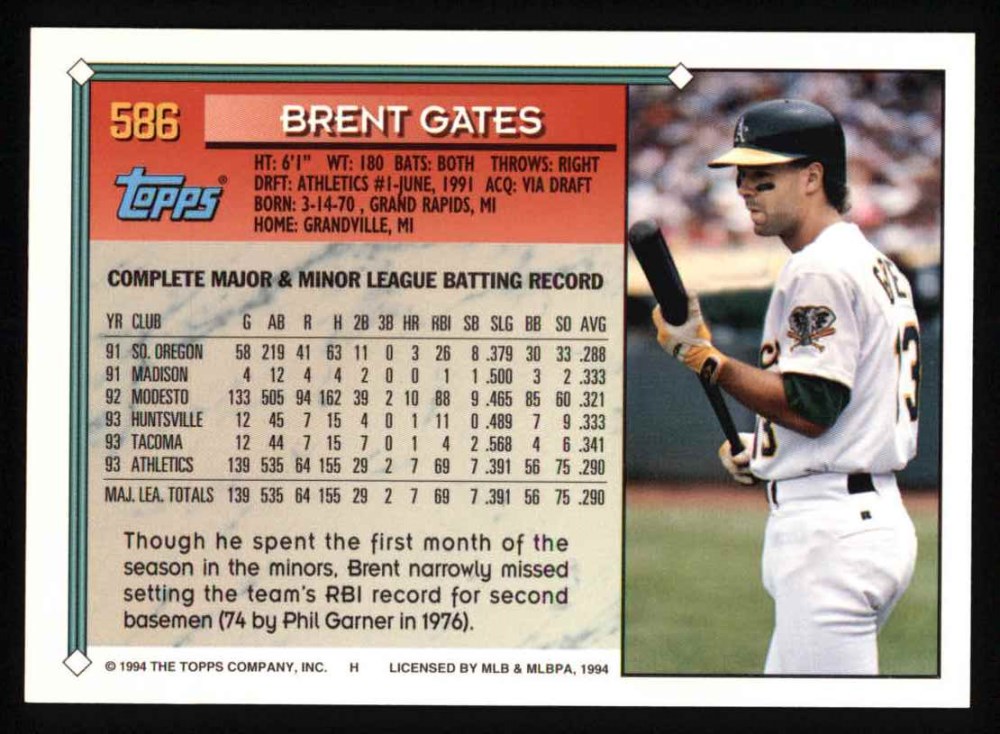 586
BRENT GATES
Topps®
HT: 6'1" WT: 180 BATS: BOTH THROWS: RIGHT
DRFT: ATHLETICS #1-JUNE, 1991 ACQ: VIA DRAFT
BORN: 3-14-70 , GRAND RAPIDS, MI
HOME: GRANDVILLE, MI
COMPLETE MAJOR & MINOR LEAGUE BATTING RECORD
YR CLUB G AB R H 2B 3B HR RBI SB SLG BB SO AVG
91 SO. OREGON 58 219 41 63 11 0 3 26 8 .379 30 33 .288
91 MADISON 4 12 4 4 2 0 0 1 1 .500 3 2 .333
92 MODESTO 133 505 94 162 39 2 10 88 9 .465 85 60 .321
93 HUNTSVILLE 12 45 7 15 4 0 1 11 0 .489 7 9 .333
93 TACOMA 12 44 7 15 7 0 1 4 2 .568 4 6 .341
93 ATHLETICS 139 535 64 155 29 2 7 69 7 .391 56 75 .290
MAJ. LEA. TOTALS 139 535 64 155 29 2 7 69 7 .391 56 75 .290
Though he spent the first month of the
season in the minors, Brent narrowly missed
setting the team's RBI record for second
basemen (74 by Phil Garner in 1976).
© 1994 THE TOPPS COMPANY, INC. H LICENSED BY MLB & MLBPA, 1994
A's
13